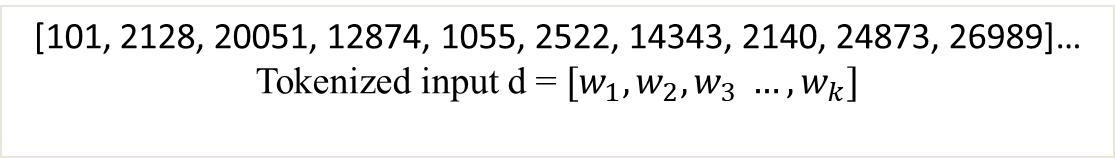 [101, 2128, 20051, 12874, 1055, 2522, 14343, 2140, 24873, 26989]...
Tokenized input d = [w₁, w₂, w₃ ..., wₖ]